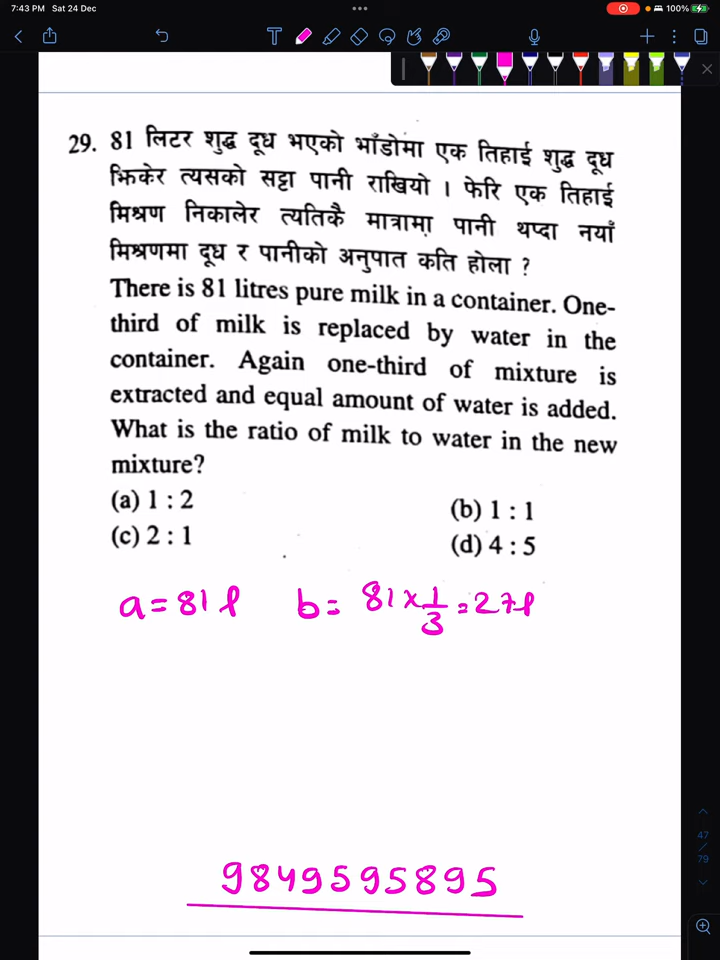 7:43 PM Sat 24 Dec
100%
29. 81 लिटर शुद्ध दूध भएको भाँडोमा एक तिहाई शुद्ध दूध
झिकेर त्यसको सट्टा पानी राखियो । फेरि एक तिहाई
मिश्रण निकालेर त्यतिकै मात्रामा पानी थप्दा नयाँ
मिश्रणमा दूध र पानीको अनुपात कति होला ?
There is 81 litres pure milk in a container. One-
third of milk is replaced by water in the
container. Again one-third of mixture is
extracted and equal amount of water is added.
What is the ratio of milk to water in the new
mixture?
(a) 1 : 2
(b) 1 : 1
(c) 2 : 1
(d) 4 : 5
a = 81 l b = 81 × 1/3 = 27l
47
/
79
9849595895